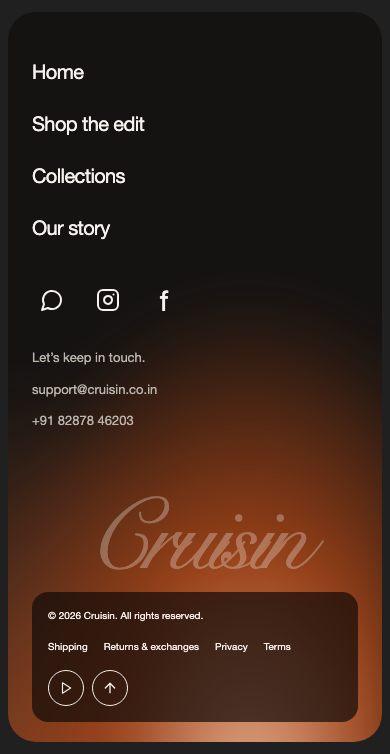 Home
Shop the edit
Collections
Our story
f
Let's keep in touch.
support@cruisin.co.in
+91 82878 46203
Cruisin
© 2026 Cruisin. All rights reserved.
Shipping Returns & exchanges Privacy Terms